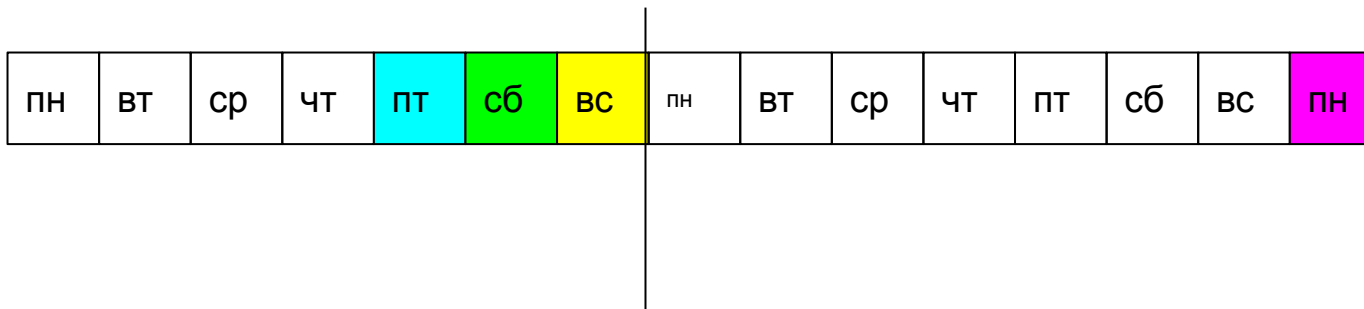 пн вт ср чт пт сб вс пн вт ср чт пт сб вс пн